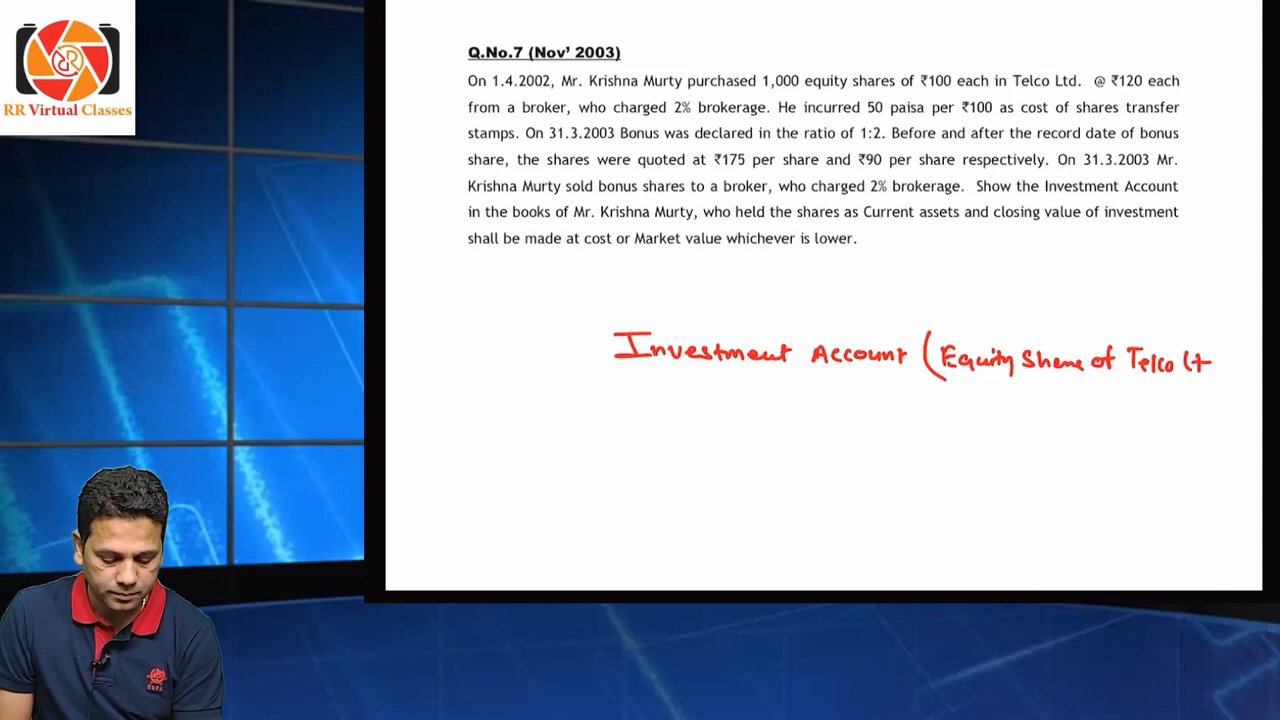 RR Virtual Classes
Q.No.7 (Nov’ 2003)
On 1.4.2002, Mr. Krishna Murty purchased 1,000 equity shares of ₹100 each in Telco Ltd. @ ₹120 each
from a broker, who charged 2% brokerage. He incurred 50 paisa per ₹100 as cost of shares transfer
stamps. On 31.3.2003 Bonus was declared in the ratio of 1:2. Before and after the record date of bonus
share, the shares were quoted at ₹175 per share and ₹90 per share respectively. On 31.3.2003 Mr.
Krishna Murty sold bonus shares to a broker, who charged 2% brokerage. Show the Investment Account
in the books of Mr. Krishna Murty, who held the shares as Current assets and closing value of investment
shall be made at cost or Market value whichever is lower.
Investment Account (Equity Share of Telco Lt